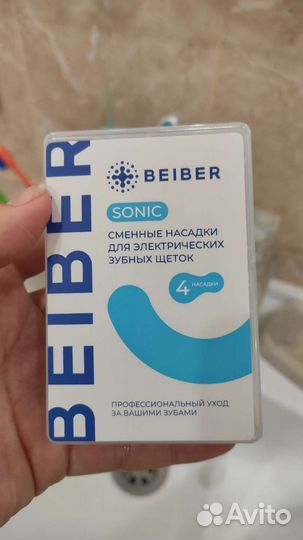 BEIBER
BEIBER
SONIC
СМЕННЫЕ НАСАДКИ
ДЛЯ ЭЛЕКТРИЧЕСКИХ
ЗУБНЫХ ЩЕТОК
4 НАСАДКИ
ПРОФЕССИОНАЛЬНЫЙ УХОД
ЗА ВАШИМИ ЗУБАМИ
Avito